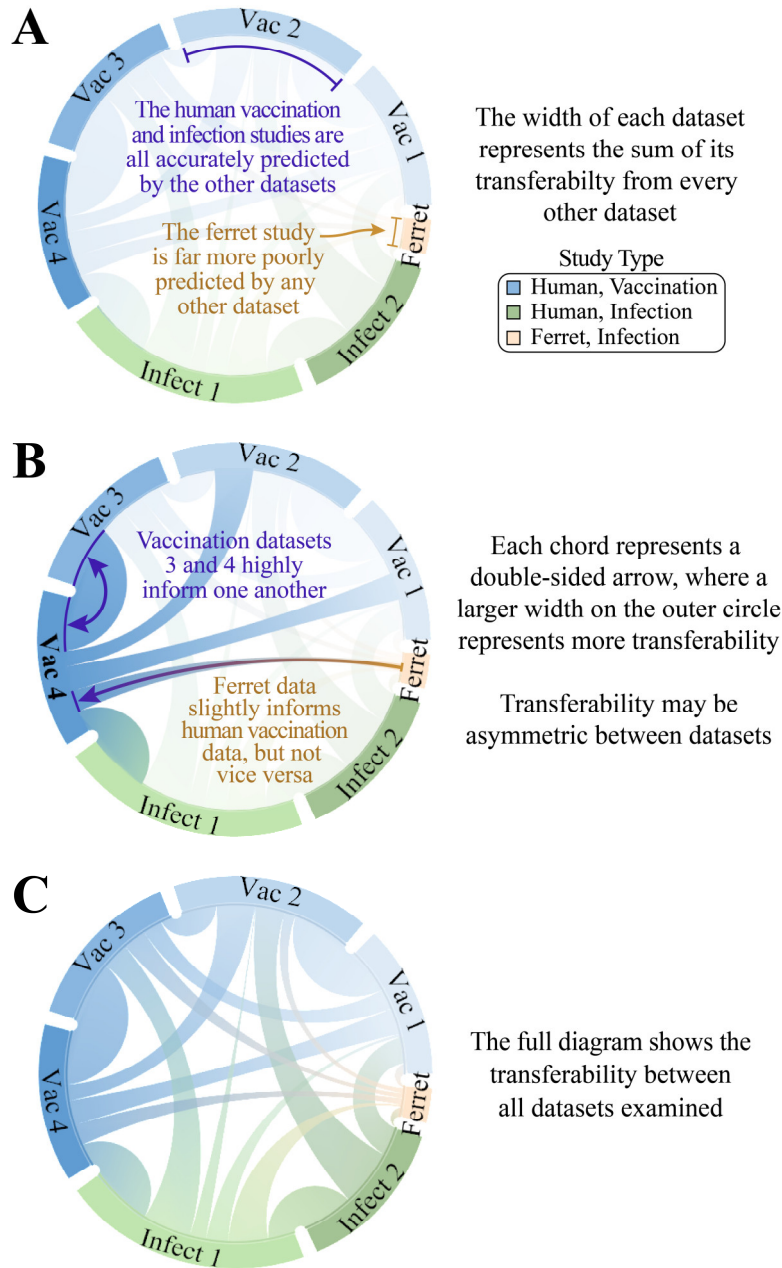 A
Vac 2
Vac 3
Vac 1
Vac 4
Ferret
Infect 2
Infect 1
The human vaccination
and infection studies are
all accurately predicted
by the other datasets
The ferret study
is far more poorly
predicted by any
other dataset
The width of each dataset
represents the sum of its
transferabilty from every
other dataset
Study Type
Human, Vaccination
Human, Infection
Ferret, Infection
B
Vac 2
Vac 3
Vac 1
Vac 4
Ferret
Infect 2
Infect 1
Vaccination datasets
3 and 4 highly
inform one another
Ferret data
slightly informs
human vaccination
data, but not
vice versa
Each chord represents a
double-sided arrow, where a
larger width on the outer circle
represents more transferability
Transferability may be
asymmetric between datasets
C
Vac 2
Vac 3
Vac 1
Vac 4
Ferret
Infect 2
Infect 1
The full diagram shows the
transferability between
all datasets examined